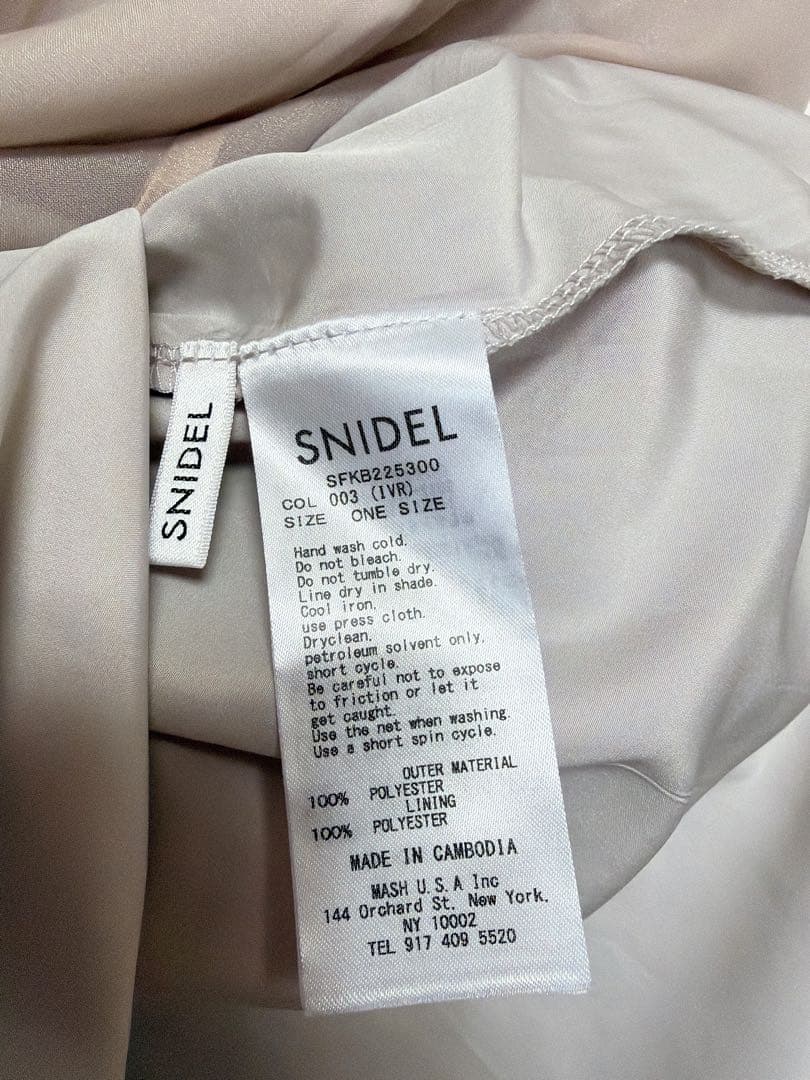 SNIDEL
SNIDEL
SFKB225300
COL 003 (IVR)
SIZE ONE SIZE
Hand wash cold.
Do not bleach.
Do not tumble dry.
Line dry in shade.
Cool iron,
use press cloth.
Dryclean.
petroleum solvent only,
short cycle.
Be careful not to expose
to friction or let it
get caught.
Use the net when washing.
Use a short spin cycle.
OUTER MATERIAL
100% POLYESTER
LINING
100% POLYESTER
MADE IN CAMBODIA
MASH U.S.A Inc
144 Orchard St. New York,
NY 10002
TEL 917 409 5520